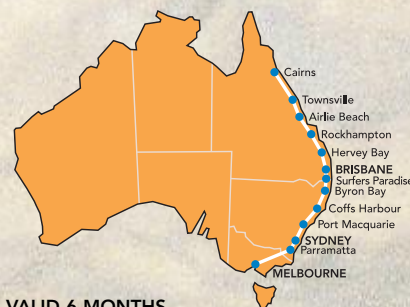 Cairns
Townsville
Airlie Beach
Rockhampton
Hervey Bay
BRISBANE
Surfers Paradise
Byron Bay
Coffs Harbour
Port Macquarie
SYDNEY
Parramatta
MELBOURNE
VALID 6 MONTHS